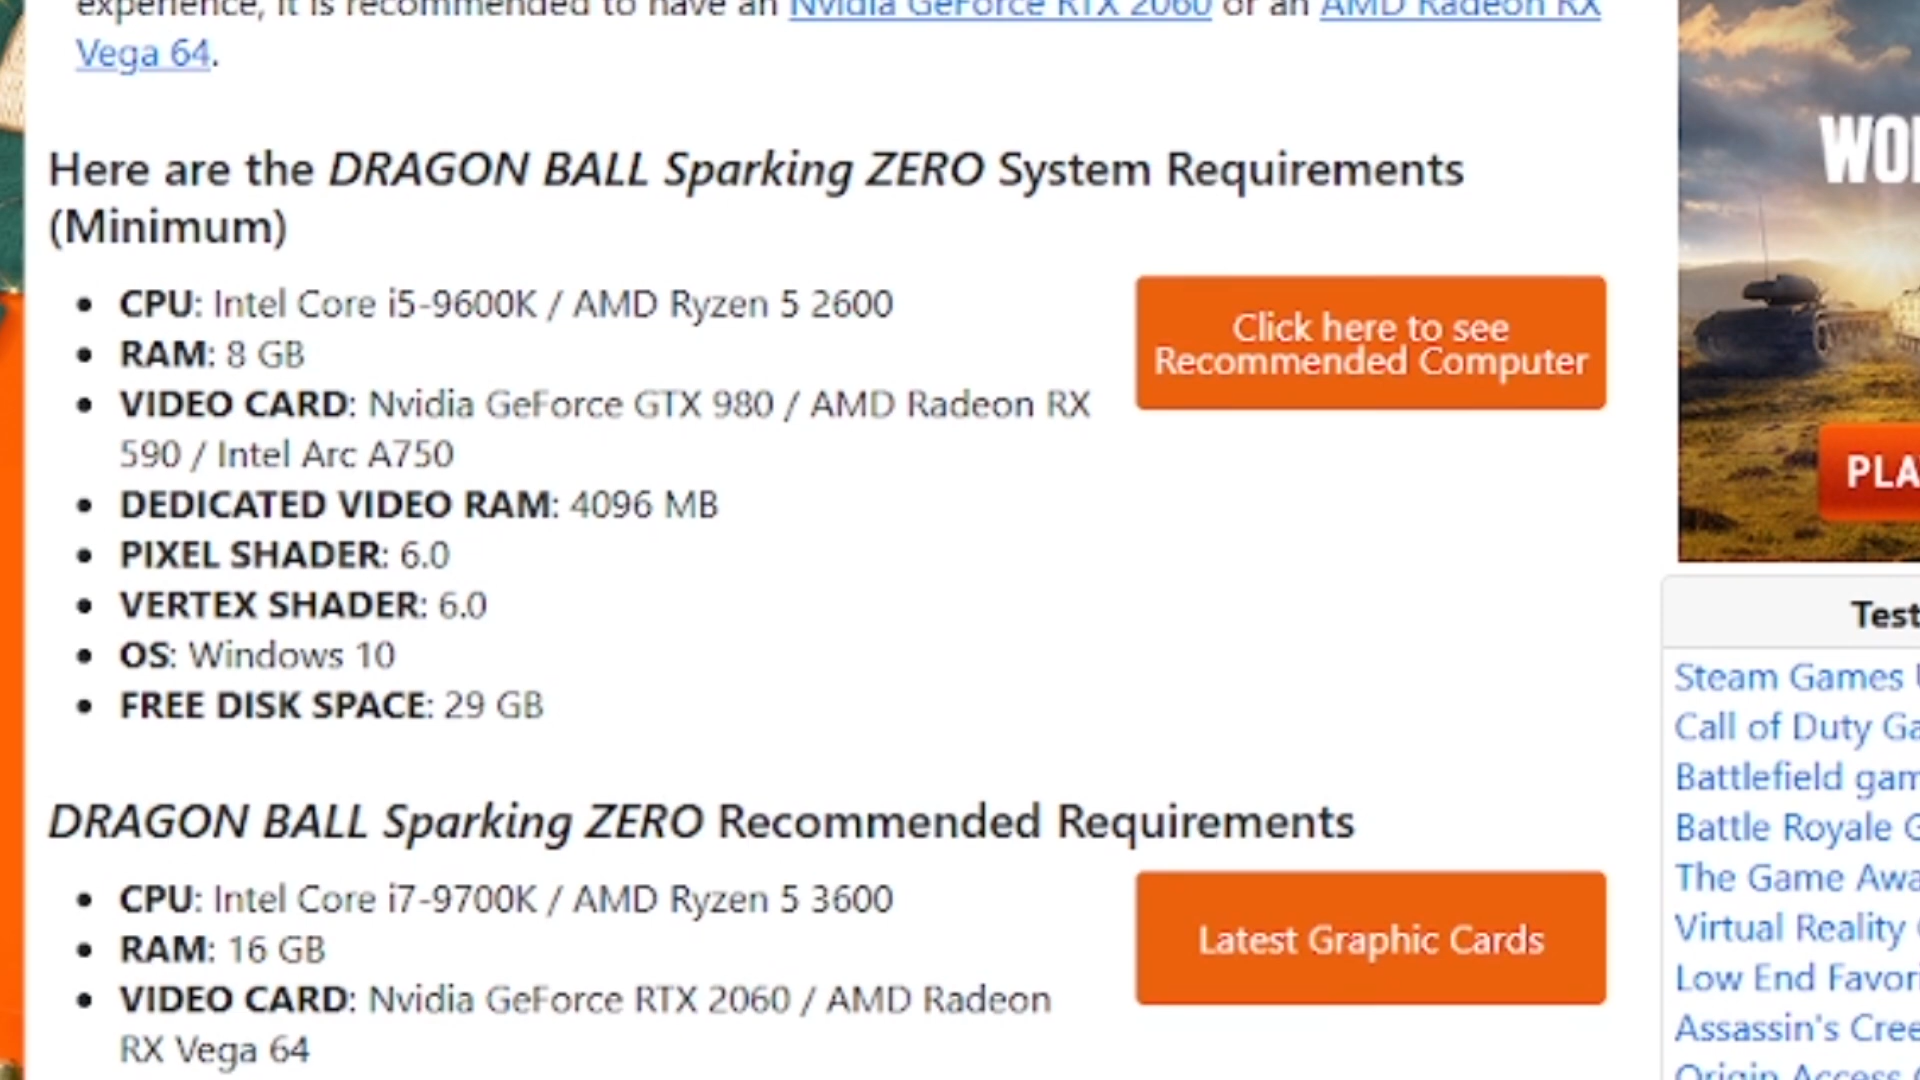 experience, it is recommended to have an Nvidia GeForce RTX 2060 or an AMD Radeon RX
Vega 64.
Here are the DRAGON BALL Sparking ZERO System Requirements
(Minimum)
CPU: Intel Core i5-9600K / AMD Ryzen 5 2600
RAM: 8 GB
VIDEO CARD: Nvidia GeForce GTX 980 / AMD Radeon RX
590 / Intel Arc A750
DEDICATED VIDEO RAM: 4096 MB
PIXEL SHADER: 6.0
VERTEX SHADER: 6.0
OS: Windows 10
FREE DISK SPACE: 29 GB
Click here to see
Recommended Computer
DRAGON BALL Sparking ZERO Recommended Requirements
CPU: Intel Core i7-9700K / AMD Ryzen 5 3600
RAM: 16 GB
VIDEO CARD: Nvidia GeForce RTX 2060 / AMD Radeon
RX Vega 64
Latest Graphic Cards
WO
PLA
Test
Steam Games
Call of Duty Ga
Battlefield gam
Battle Royale G
The Game Awa
Virtual Reality
Low End Favori
Assassin's Cree
Origin Access